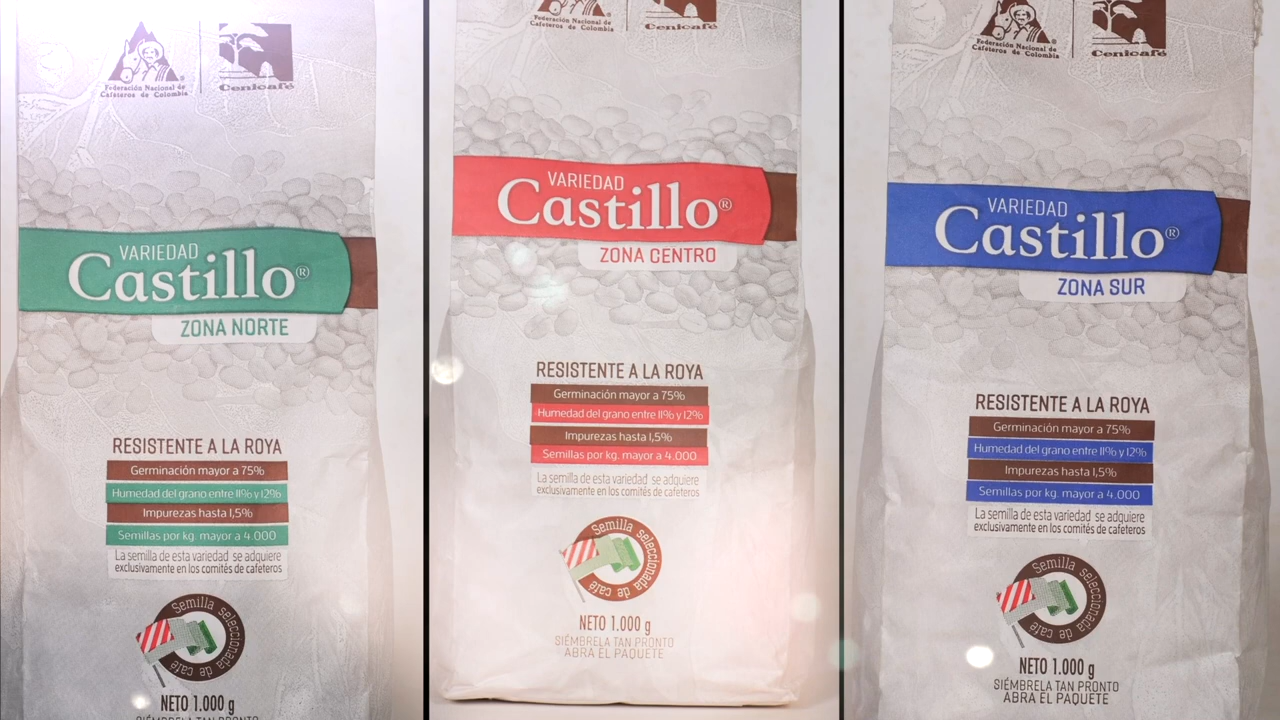 Federación Nacional de
Cafeteros de Colombia
Cenicafé
VARIEDAD
Castillo®
ZONA NORTE
RESISTENTE A LA ROYA
Germinación mayor a 75%
Humedad del grano entre 11% y 12%
Impurezas hasta 1,5%
Semillas por kg. mayor a 4.000
La semilla de esta variedad se adquiere
exclusivamente en los comités de cafeteros
Semilla seleccionada de café
NETO 1.000 g
SIÉMBRELA TAN PRONTO
Federación Nacional de
Cafeteros de Colombia
Cenicafé
VARIEDAD
Castillo®
ZONA CENTRO
RESISTENTE A LA ROYA
Germinación mayor a 75%
Humedad del grano entre 11% y 12%
Impurezas hasta 1,5%
Semillas por kg. mayor a 4.000
La semilla de esta variedad se adquiere
exclusivamente en los comités de cafeteros
Semilla seleccionada de café
NETO 1.000 g
SIÉMBRELA TAN PRONTO
ABRA EL PAQUETE
Federación Nacional de
Cafeteros de Colombia
Cenicafé
VARIEDAD
Castillo®
ZONA SUR
RESISTENTE A LA ROYA
Germinación mayor a 75%
Humedad del grano entre 11% y 12%
Impurezas hasta 1,5%
Semillas por kg. mayor a 4.000
La semilla de esta variedad se adquiere
exclusivamente en los comités de cafeteros
Semilla seleccionada de café
NETO 1.000 g
SIÉMBRELA TAN PRONTO
ABRA EL PAQUETE